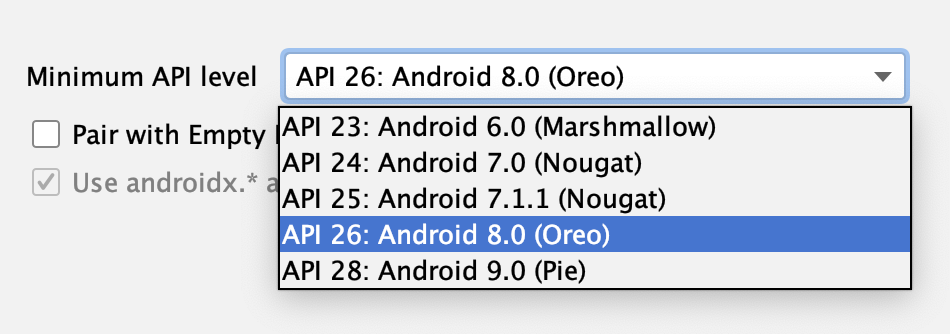 Minimum API level
API 26: Android 8.0 (Oreo)
Pair with Empty
API 23: Android 6.0 (Marshmallow)
API 24: Android 7.0 (Nougat)
Use androidx.* a
API 25: Android 7.1.1 (Nougat)
API 26: Android 8.0 (Oreo)
API 28: Android 9.0 (Pie)